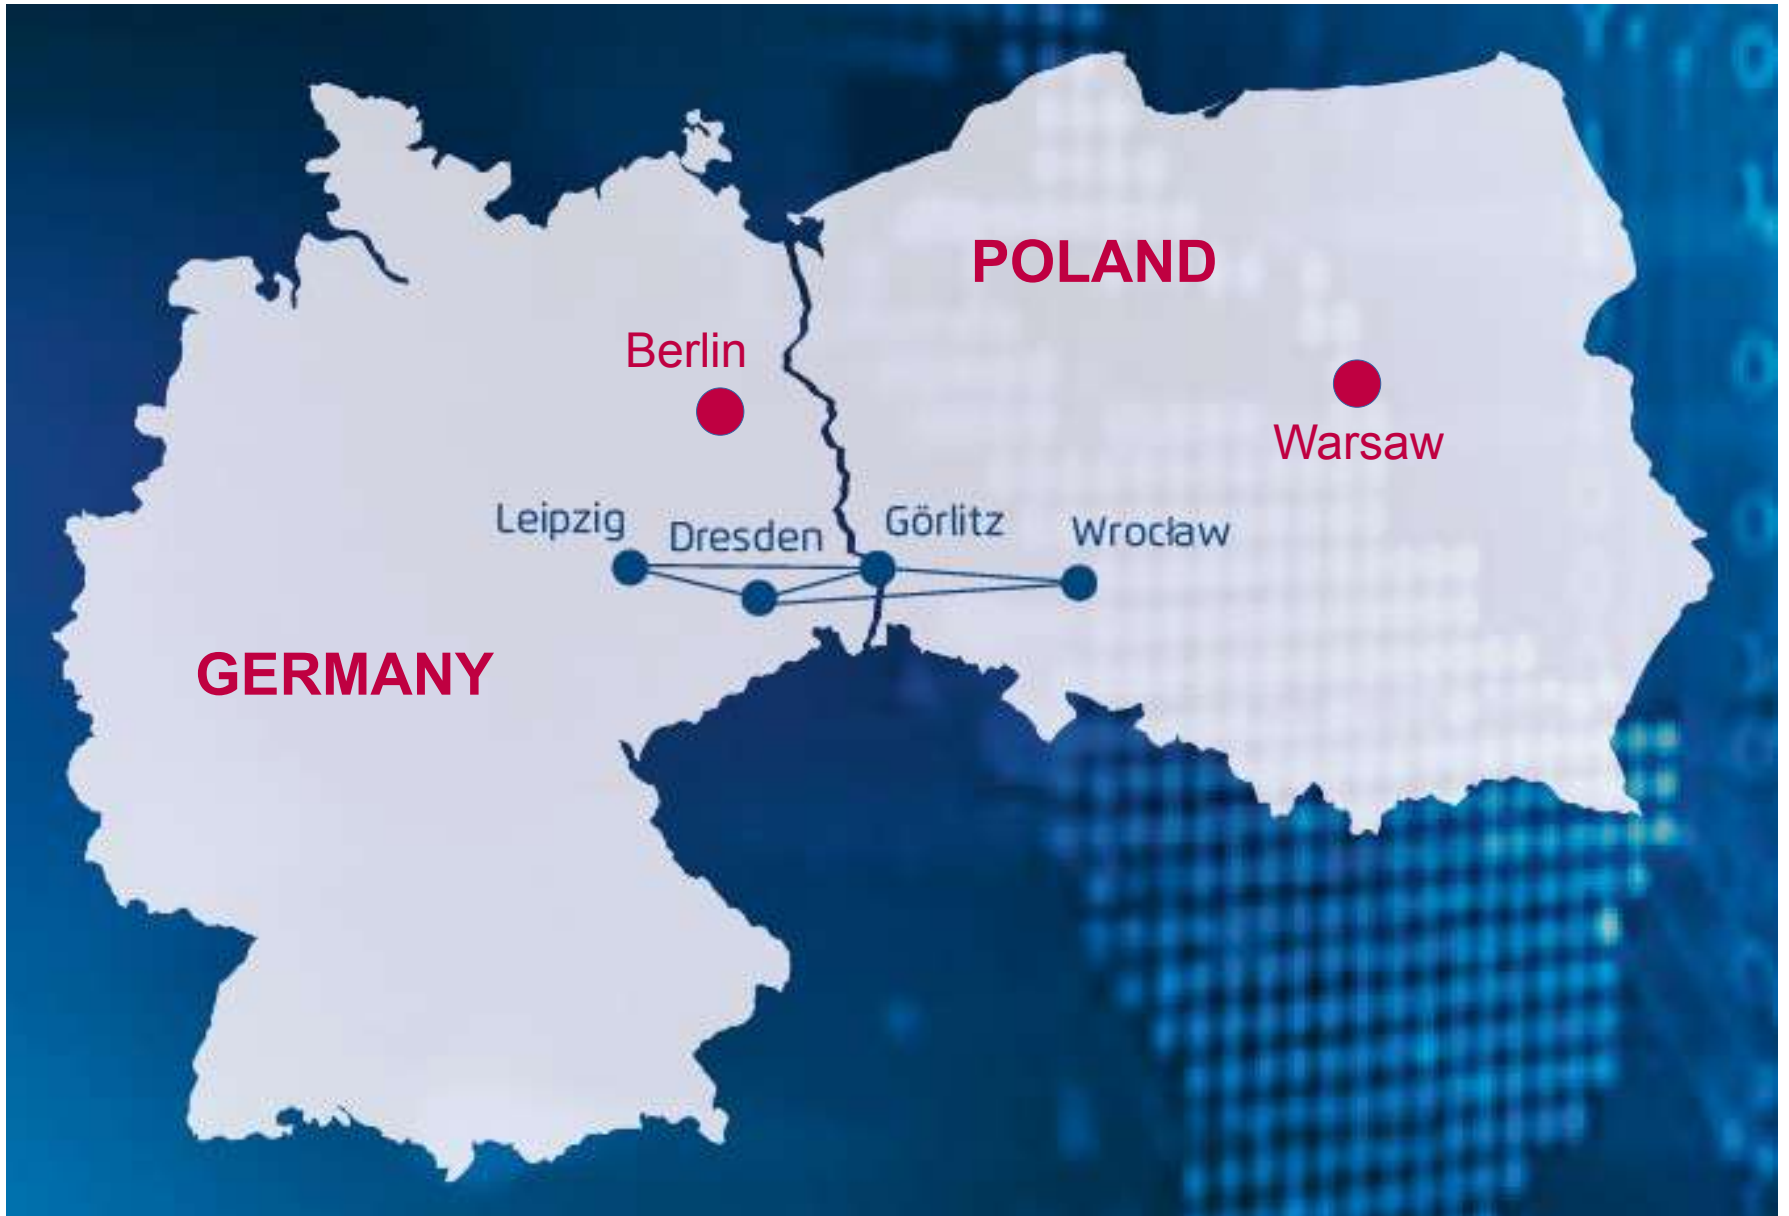 POLAND
Berlin
Warsaw
Leipzig
Dresden
Görlitz
Wrocław
GERMANY